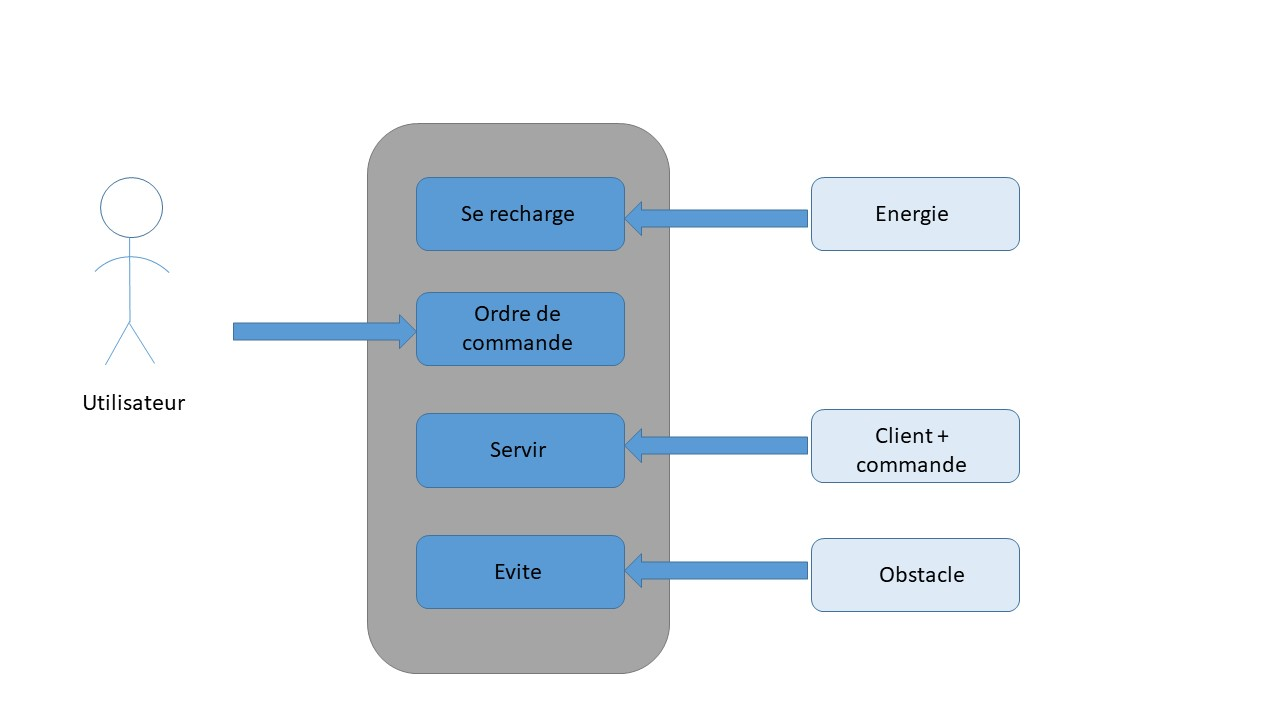 Se recharge
Energie
Ordre de
commande
Utilisateur
Servir
Client +
commande
Evite
Obstacle